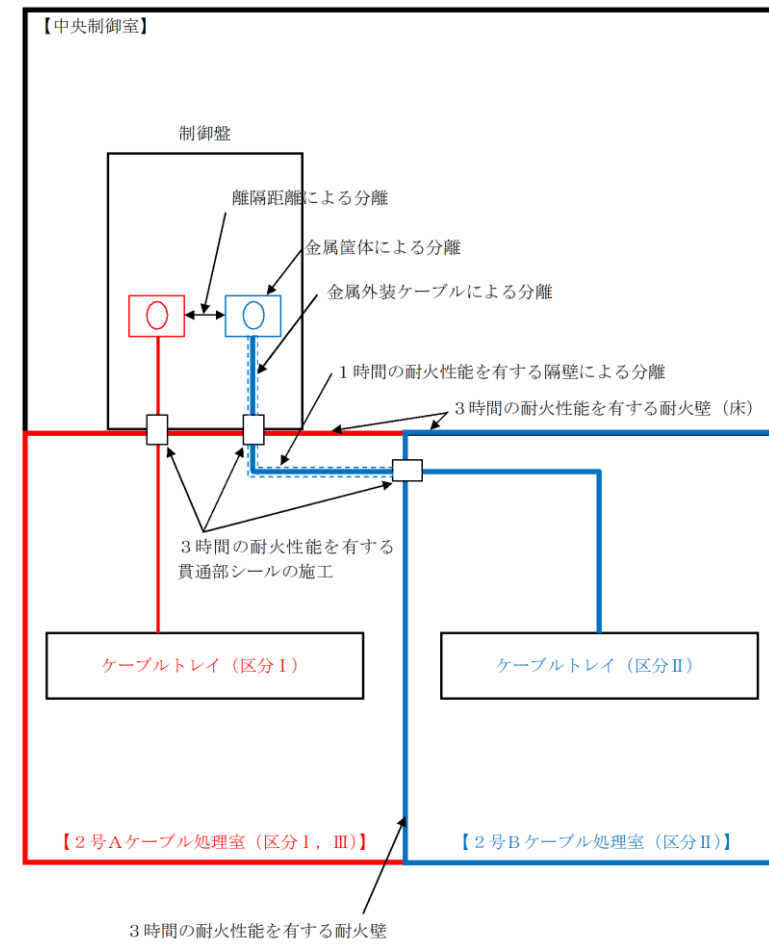 【中央制御室】
制御盤
離隔距離による分離
金属筐体による分離
金属外装ケーブルによる分離
１時間の耐火性能を有する隔壁による分離
３時間の耐火性能を有する耐火壁（床）
３時間の耐火性能を有する
貫通部シールの施工
ケーブルトレイ（区分Ⅰ）
ケーブルトレイ（区分Ⅱ）
【２号Ａケーブル処理室（区分Ⅰ，Ⅲ）】
【２号Ｂケーブル処理室（区分Ⅱ）】
３時間の耐火性能を有する耐火壁